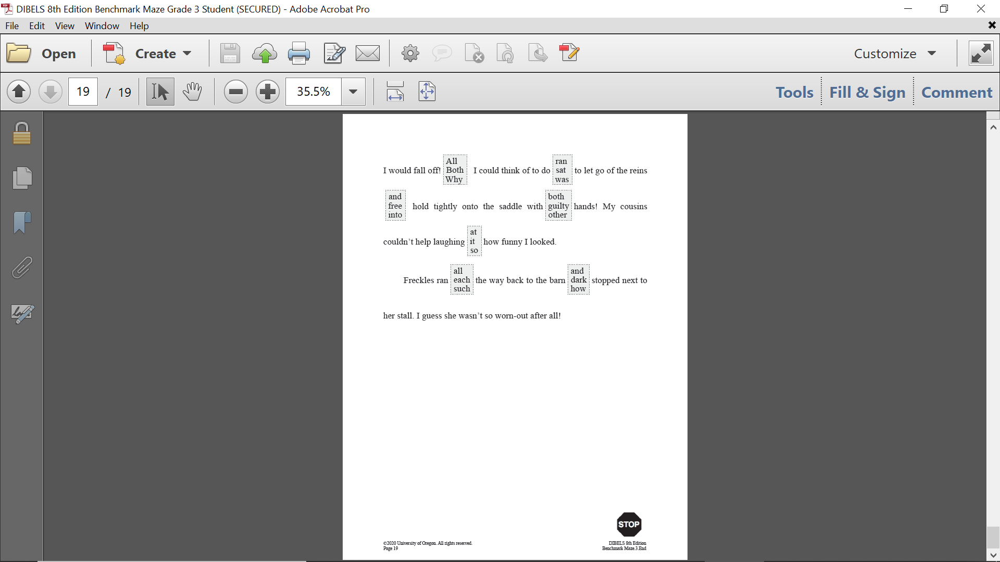 DIBELS 8th Edition Benchmark Maze Grade 3 Student (SECURED) - Adobe Acrobat Pro
File Edit View Window Help
Open Create Customize
19 / 19 35.5% Tools Fill & Sign Comment
All
Both
Why
ran
sat
was
I would fall off! I could think of to do to let go of the reins
and
free
into
both
guilty
other
hold tightly onto the saddle with hands! My cousins
at
it
so
couldn't help laughing how funny I looked.
all
each
such
and
dark
how
Freckles ran the way back to the barn stopped next to
her stall. I guess she wasn't so worn-out after all!
STOP
©2020 University of Oregon. All rights reserved.
Page 19
DIBELS 8th Edition
Benchmark Maze.3.End